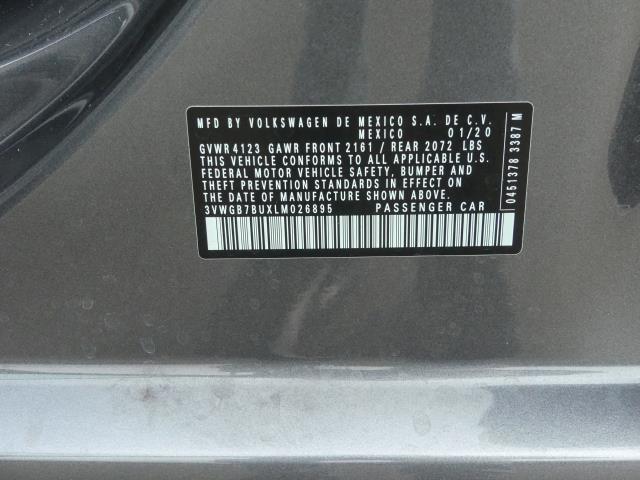 MFD BY VOLKSWAGEN DE MEXICO S.A. DE C.V.
MEXICO 01/20
GVWR 4123 GAWR FRONT 2161 / REAR 2072 LBS
THIS VEHICLE CONFORMS TO ALL APPLICABLE U.S.
FEDERAL MOTOR VEHICLE SAFETY, BUMPER AND
THEFT PREVENTION STANDARDS IN EFFECT ON
THE DATE OF MANUFACTURE SHOWN ABOVE.
3VWGB7BUXLM026895 PASSENGER CAR
0451378 3387 M